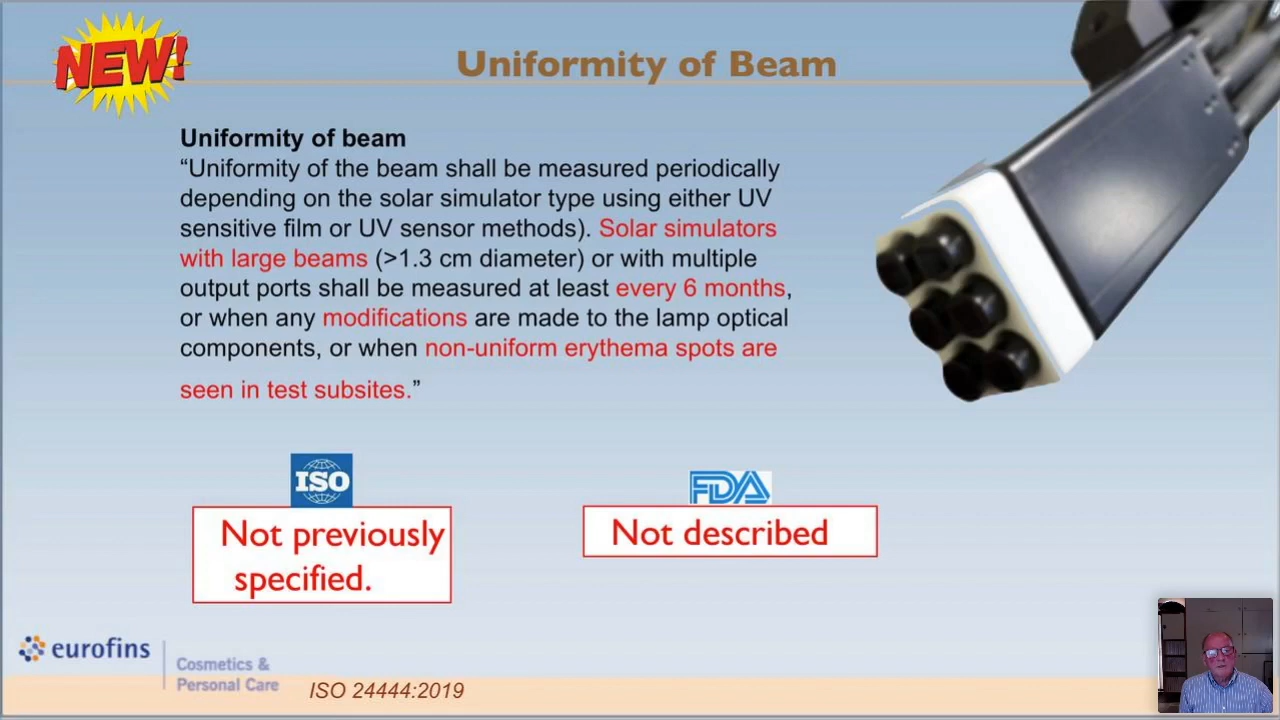 NEW!
Uniformity of Beam
Uniformity of beam
“Uniformity of the beam shall be measured periodically
depending on the solar simulator type using either UV
sensitive film or UV sensor methods). Solar simulators
with large beams (>1.3 cm diameter) or with multiple
output ports shall be measured at least every 6 months,
or when any modifications are made to the lamp optical
components, or when non-uniform erythema spots are
seen in test subsites.”
ISO
FDA
Not previously
specified.
Not described
eurofins
Cosmetics &
Personal Care
ISO 24444:2019